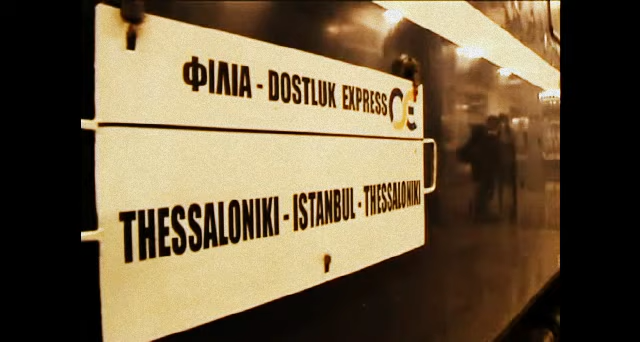 ΦΙΛΙΑ - DOSTLUK EXPRESS
THESSALONIKI - ISTANBUL - THESSALONIKI